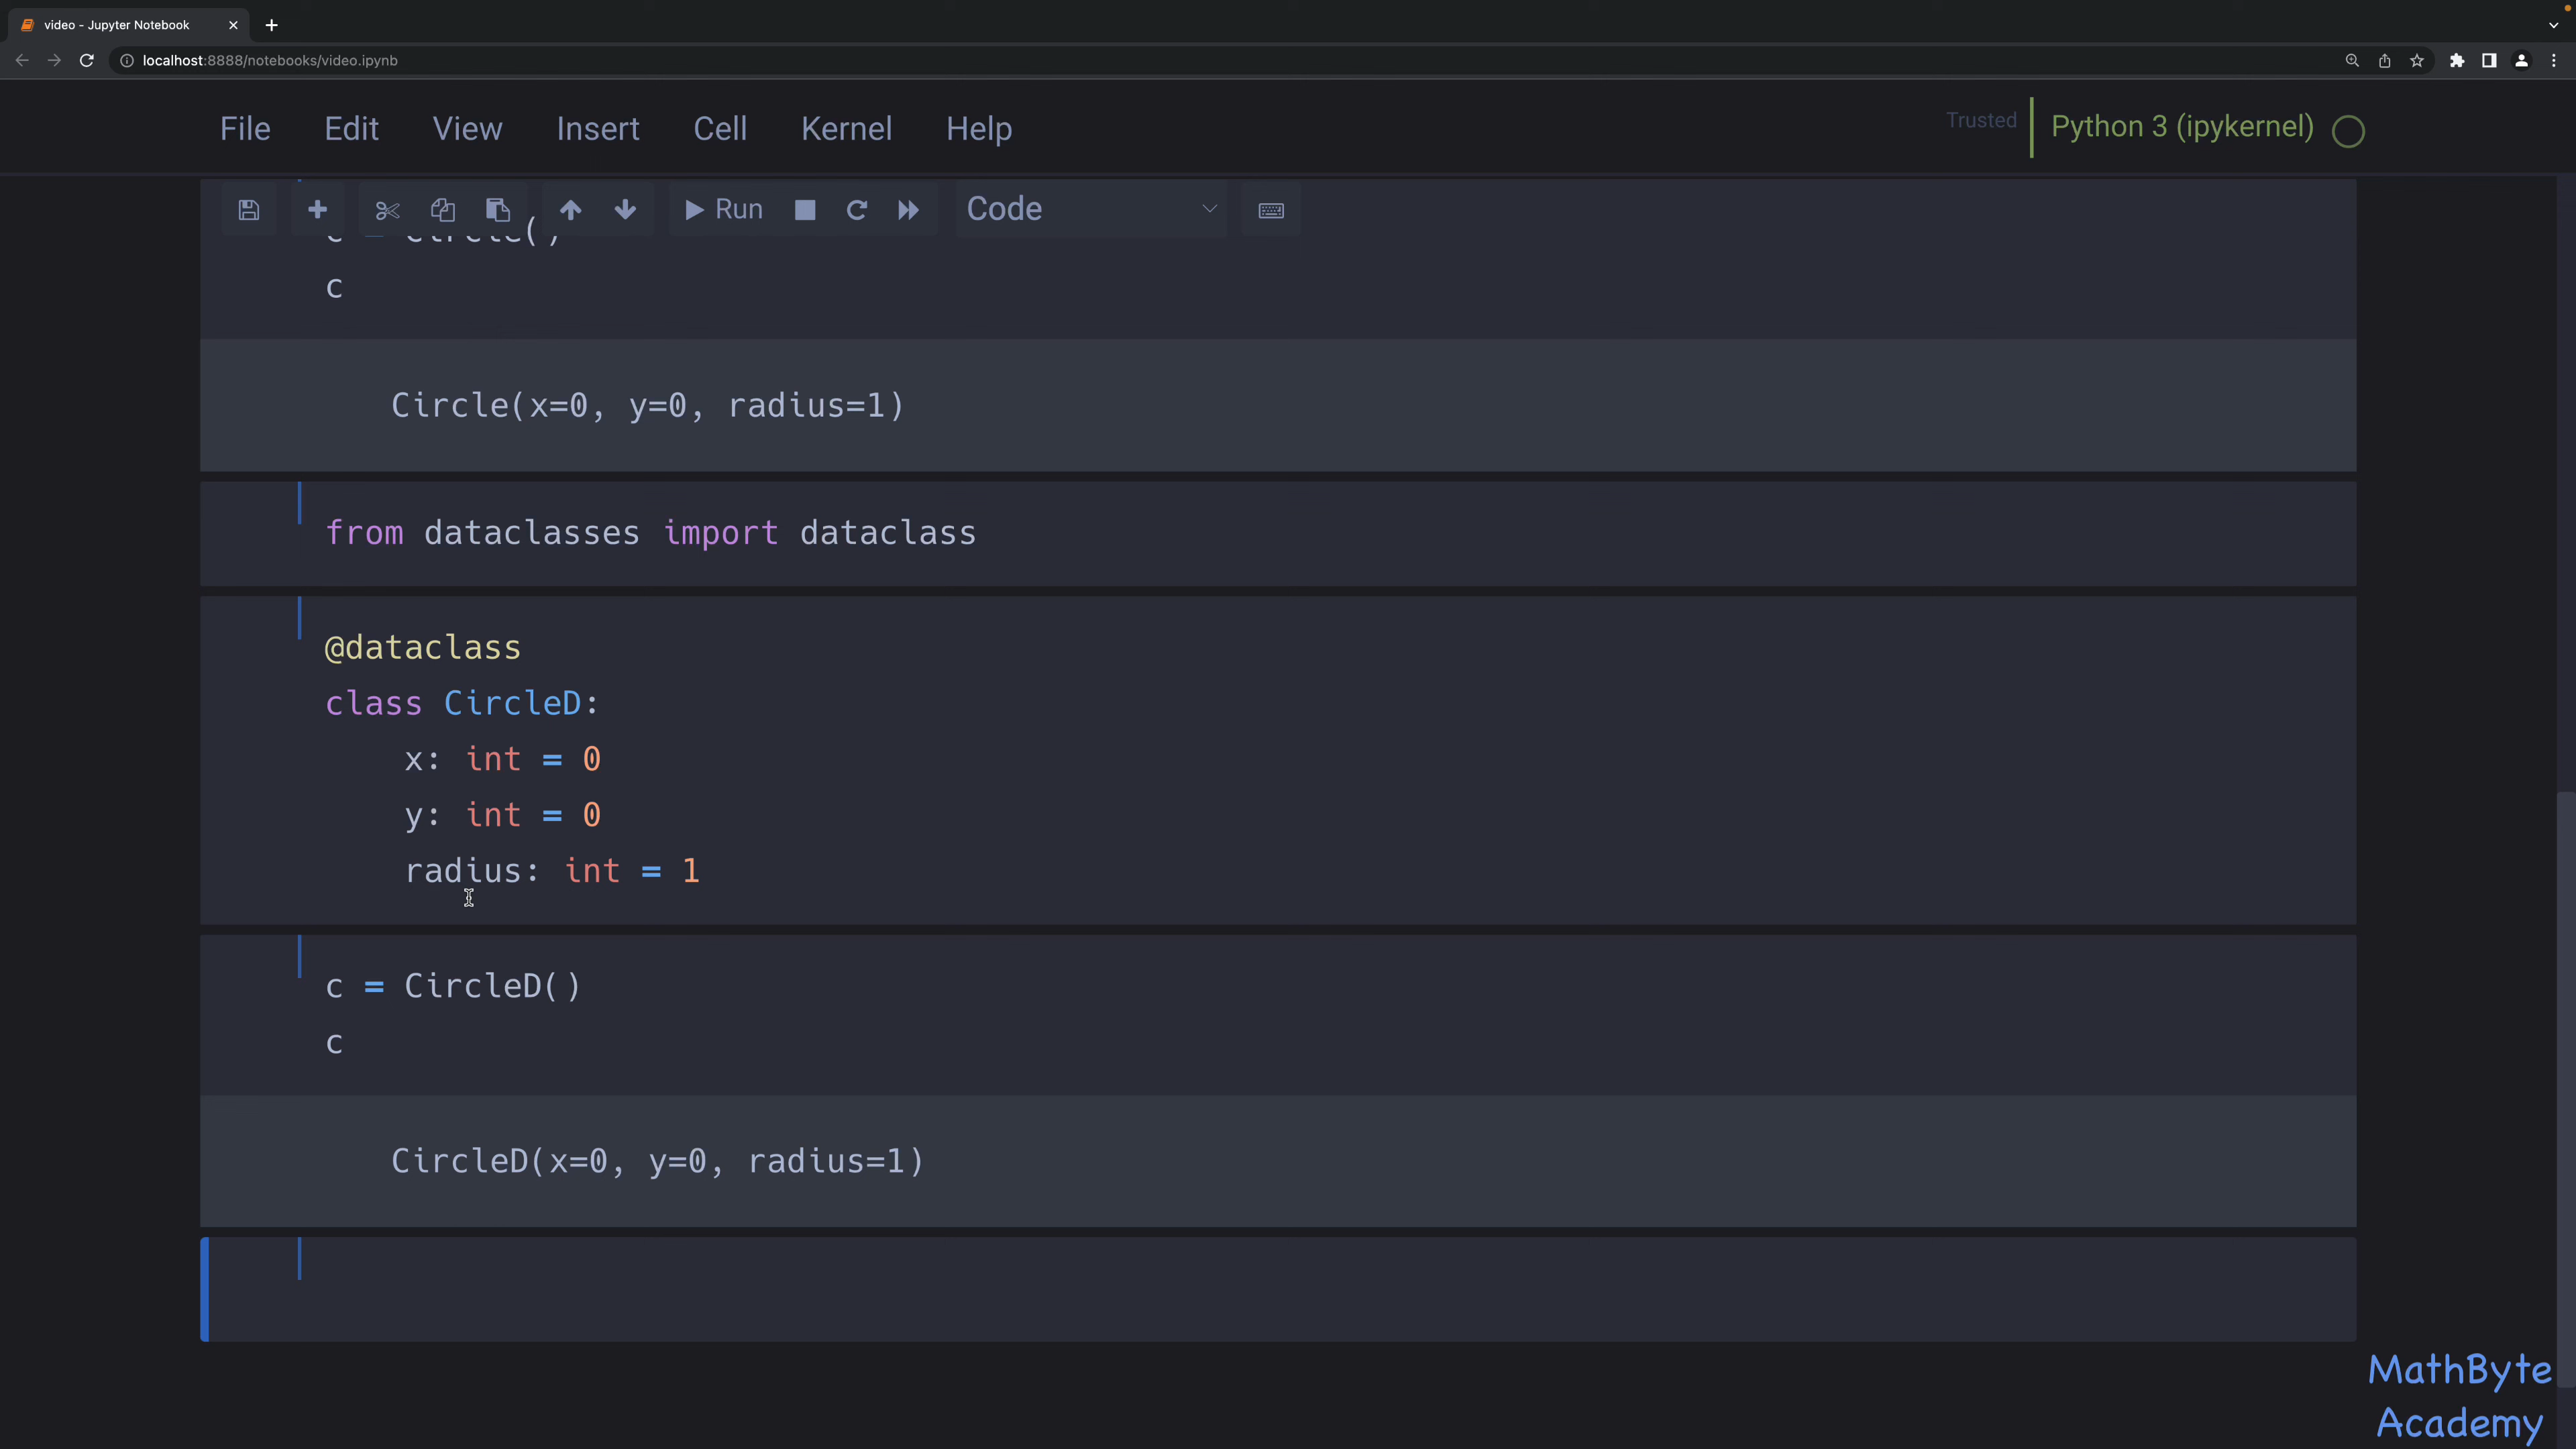 video - Jupyter Notebook
localhost:8888/notebooks/video.ipynb
File Edit View Insert Cell Kernel Help
Trusted
Python 3 (ipykernel)
Run
Code
c = Circle()
c
Circle(x=0, y=0, radius=1)
from dataclasses import dataclass
@dataclass
class CircleD:
    x: int = 0
    y: int = 0
    radius: int = 1
c = CircleD()
c
CircleD(x=0, y=0, radius=1)
MathByte
Academy